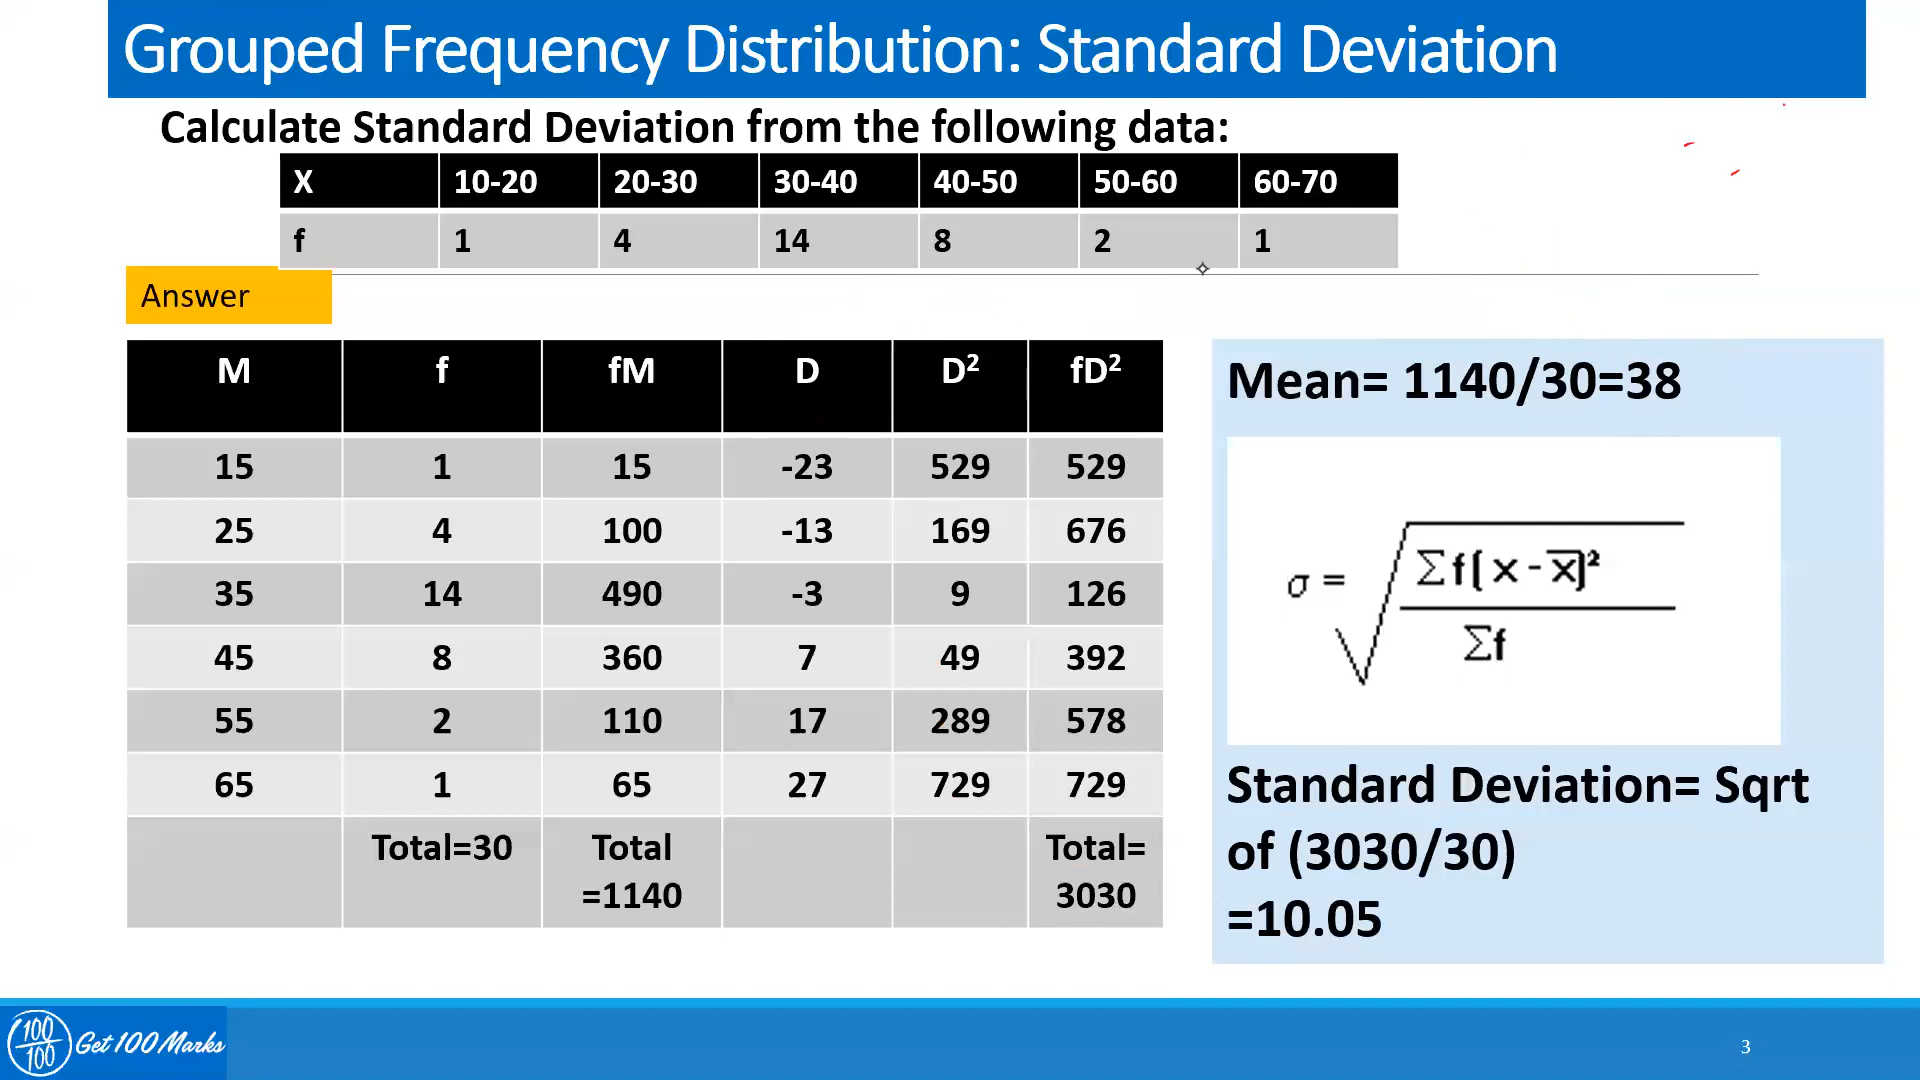 Grouped Frequency Distribution: Standard Deviation
Calculate Standard Deviation from the following data:
X 10-20 20-30 30-40 40-50 50-60 60-70
f 1 4 14 8 2 1
Answer
M f fM D D² fD²
15 1 15 -23 529 529
25 4 100 -13 169 676
35 14 490 -3 9 126
45 8 360 7 49 392
55 2 110 17 289 578
65 1 65 27 729 729
Total=30 Total Total=
=1140 3030
Mean= 1140/30=38
σ = √ Σf(x - x̅)²
Σf
Standard Deviation= Sqrt
of (3030/30)
=10.05
100
100
Get 100 Marks
3